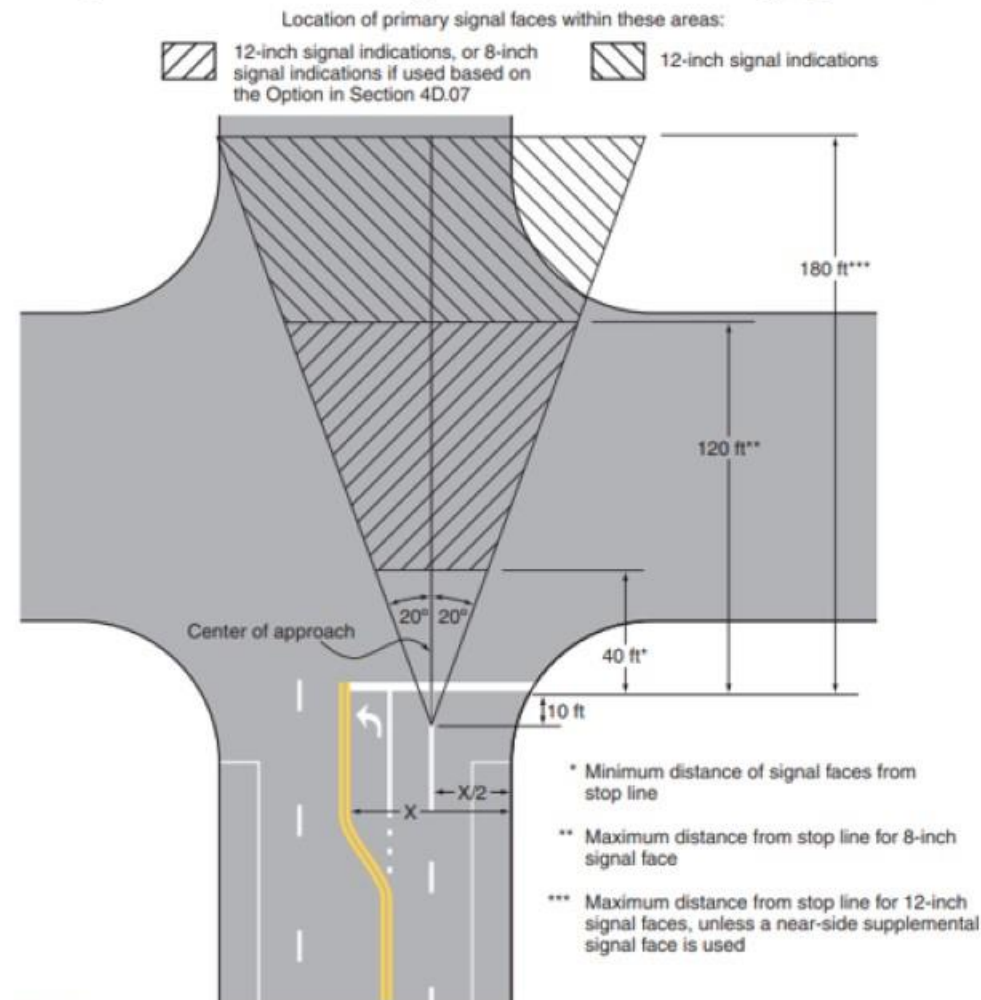 Location of primary signal faces within these areas:
12-inch signal indications, or 8-inch
signal indications if used based on
the Option in Section 4D.07
12-inch signal indications
180 ft***
120 ft**
20° 20°
Center of approach
40 ft*
10 ft
X/2
X
* Minimum distance of signal faces from
stop line
** Maximum distance from stop line for 8-inch
signal face
*** Maximum distance from stop line for 12-inch
signal faces, unless a near-side supplemental
signal face is used